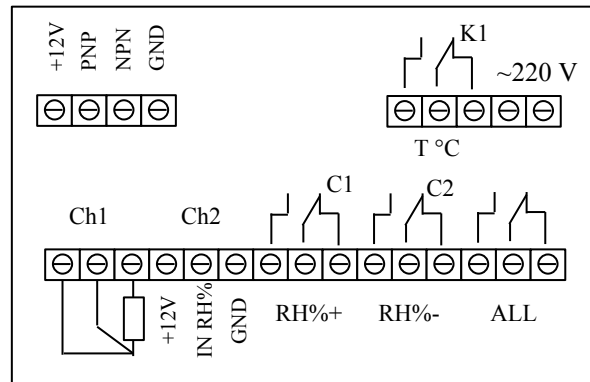 +12V PNP NPN GND
K1
~220 V
T °C
Ch1 Ch2 C1 C2
+12V IN RH% GND
RH%+ RH%- ALL